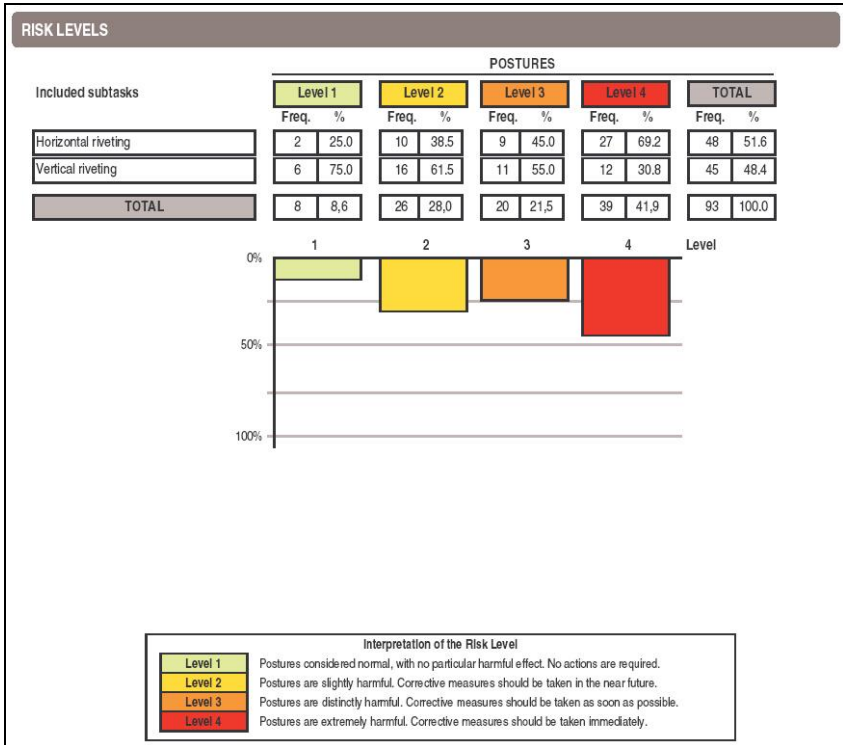 RISK LEVELS
POSTURES
Included subtasks Level 1 Level 2 Level 3 Level 4 TOTAL
Freq. % Freq. % Freq. % Freq. % Freq. %
Horizontal riveting 2 25.0 10 38.5 9 45.0 27 69.2 48 51.6
Vertical riveting 6 75.0 16 61.5 11 55.0 12 30.8 45 48.4
TOTAL 8 8,6 26 28,0 20 21,5 39 41,9 93 100.0
1 2 3 4 Level
0%
50%
100%
Interpretation of the Risk Level
Level 1 Postures considered normal, with no particular harmful effect. No actions are required.
Level 2 Postures are slightly harmful. Corrective measures should be taken in the near future.
Level 3 Postures are distinctly harmful. Corrective measures should be taken as soon as possible.
Level 4 Postures are extremely harmful. Corrective measures should be taken immediately.